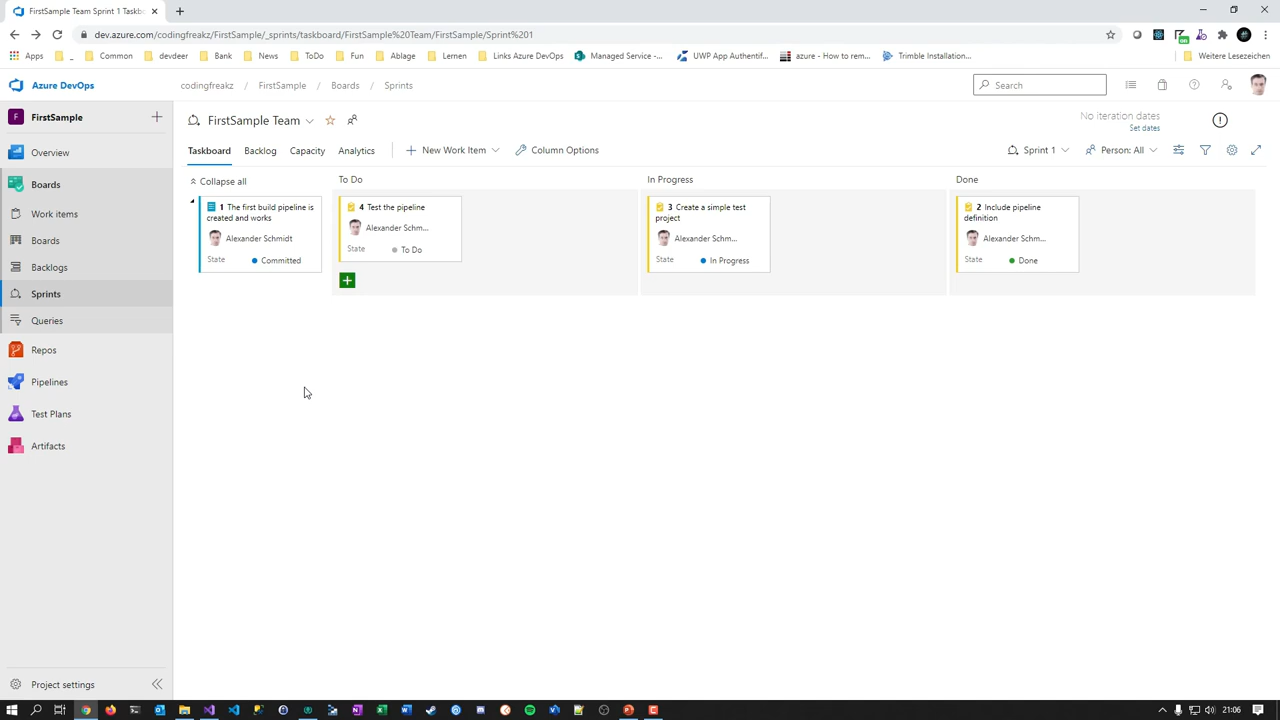 FirstSample Team Sprint 1 Taskbo
dev.azure.com/codingfreakz/FirstSample/_sprints/taskboard/FirstSample%20Team/FirstSample/Sprint%201
Apps _ Common devdeer Bank News ToDo Fun Ablage Lernen Links Azure DevOps Managed Service -... UWP App Authentif... azure - How to rem... Trimble Installation... Weitere Lesezeichen
Azure DevOps
codingfreakz / FirstSample / Boards / Sprints
Search
F FirstSample
FirstSample Team
No iteration dates
Set dates
Overview
Boards
Work items
Boards
Backlogs
Sprints
Queries
Repos
Pipelines
Test Plans
Artifacts
Project settings
Taskboard Backlog Capacity Analytics New Work Item Column Options Sprint 1 Person: All
Collapse all To Do In Progress Done
1 The first build pipeline is
created and works
Alexander Schmidt
State Committed
4 Test the pipeline
Alexander Schm...
State To Do
3 Create a simple test
project
Alexander Schm...
State In Progress
2 Include pipeline
definition
Alexander Schm...
State Done
21:06